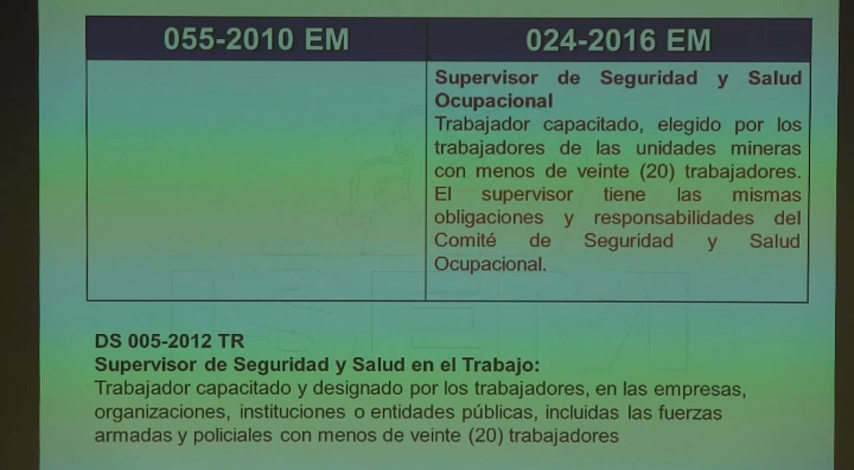 055-2010 EM
024-2016 EM
Supervisor de Seguridad y Salud
Ocupacional
Trabajador capacitado, elegido por los
trabajadores de las unidades mineras
con menos de veinte (20) trabajadores.
El supervisor tiene las mismas
obligaciones y responsabilidades del
Comité de Seguridad y Salud
Ocupacional.
DS 005-2012 TR
Supervisor de Seguridad y Salud en el Trabajo:
Trabajador capacitado y designado por los trabajadores, en las empresas,
organizaciones, instituciones o entidades públicas, incluidas las fuerzas
armadas y policiales con menos de veinte (20) trabajadores